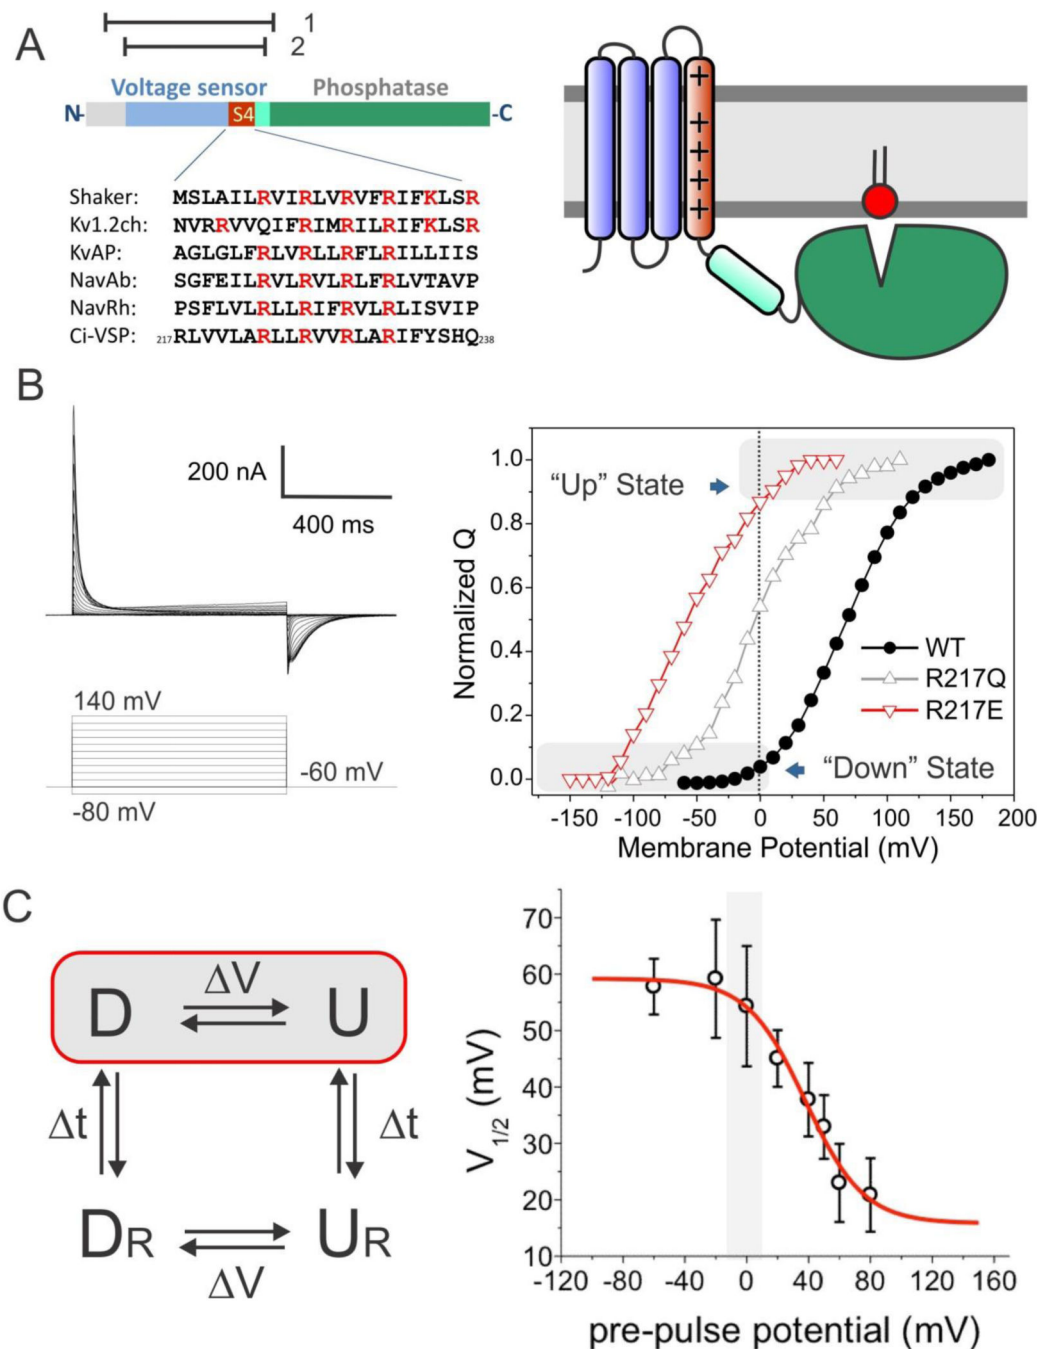 A
1
2
Voltage sensor
Phosphatase
N-
S4
-C
Shaker: MSLAILRVIRLVRVFRIFKLSR
Kv1.2ch: NVRRVVQIFRIMRILRIFKLSR
KvAP: AGLGLFRLVRLLRFLRILLIIS
NavAb: SGFEILRVLRVLRLFRLVTAVP
NavRh: PSFLVLRLLRIFRVLRLISVIP
Ci-VSP: 217RLVVLARLLRVVRLARIFYSHQ238
+
+
+
+
+
B
200 nA
400 ms
140 mV
-60 mV
-80 mV
Normalized Q
1.0
0.8
0.6
0.4
0.2
0.0
“Up” State
WT
R217Q
R217E
“Down” State
-150 -100 -50 0 50 100 150 200
Membrane Potential (mV)
C
D ΔV U
Δt Δt
DR ΔV UR
V1/2 (mV)
70
60
50
40
30
20
10
-120 -80 -40 0 40 80 120 160
pre-pulse potential (mV)